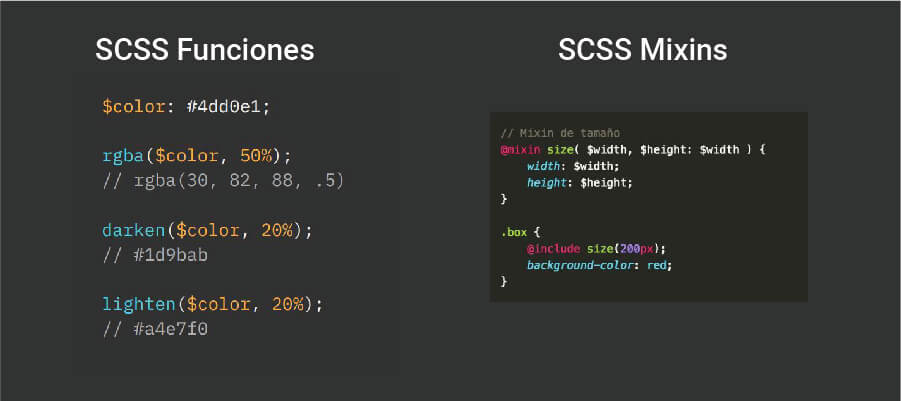 SCSS Funciones
$color: #4dd0e1;
rgba($color, 50%);
// rgba(30, 82, 88, .5)
darken($color, 20%);
// #1d9bab
lighten($color, 20%);
// #a4e7f0
SCSS Mixins
// Mixin de tamaño
@mixin size( $width, $height: $width ) {
    width: $width;
    height: $height;
}
.box {
    @include size(200px);
    background-color: red;
}